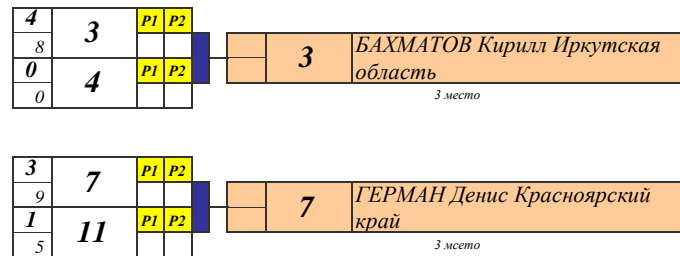 4 3 P1 P2
8 3 БАХМАТОВ Кирилл Иркутская
0 4 P1 P2 область
0 3 место
3 7 P1 P2
9 7 ГЕРМАН Денис Красноярский
1 11 P1 P2 край
5 3 мсето